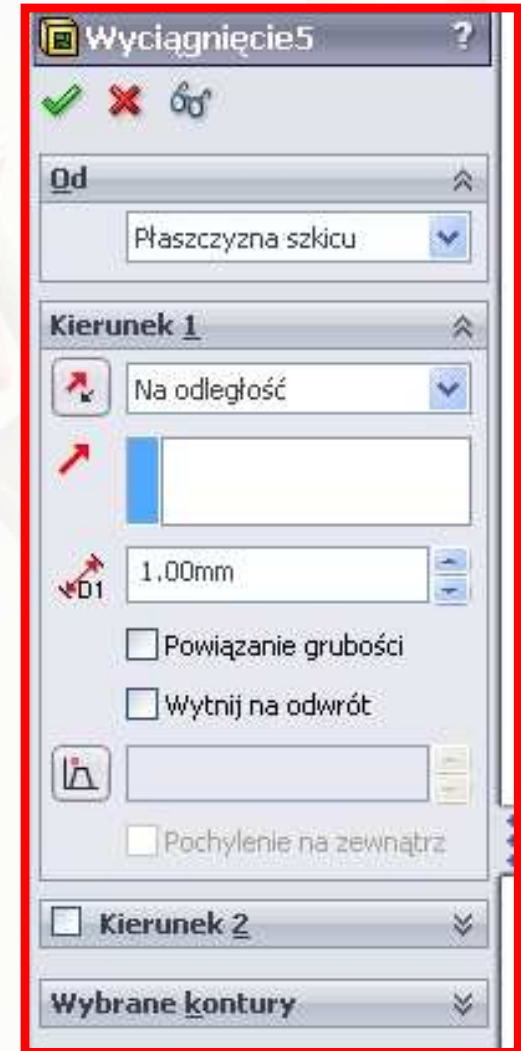 Wyciągnięcie5 ?
Od
Płaszczyzna szkicu
Kierunek 1
Na odległość
D1 1.00mm
Powiązanie grubości
Wytnij na odwrót
Pochylenie na zewnątrz
Kierunek 2
Wybrane kontury